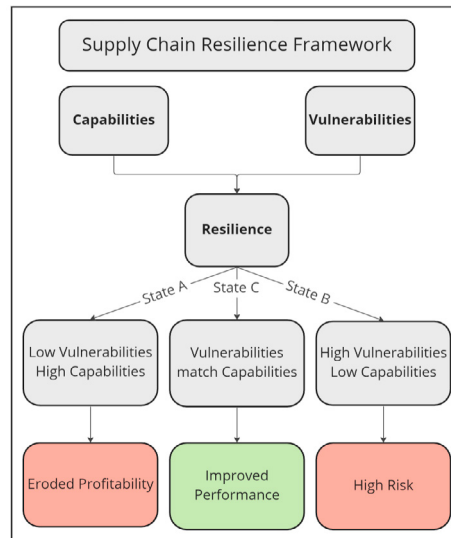 Supply Chain Resilience Framework
Capabilities
Vulnerabilities
Resilience
State A
State C
State B
Low Vulnerabilities
High Capabilities
Vulnerabilities
match Capabilities
High Vulnerabilities
Low Capabilities
Eroded Profitability
Improved
Performance
High Risk